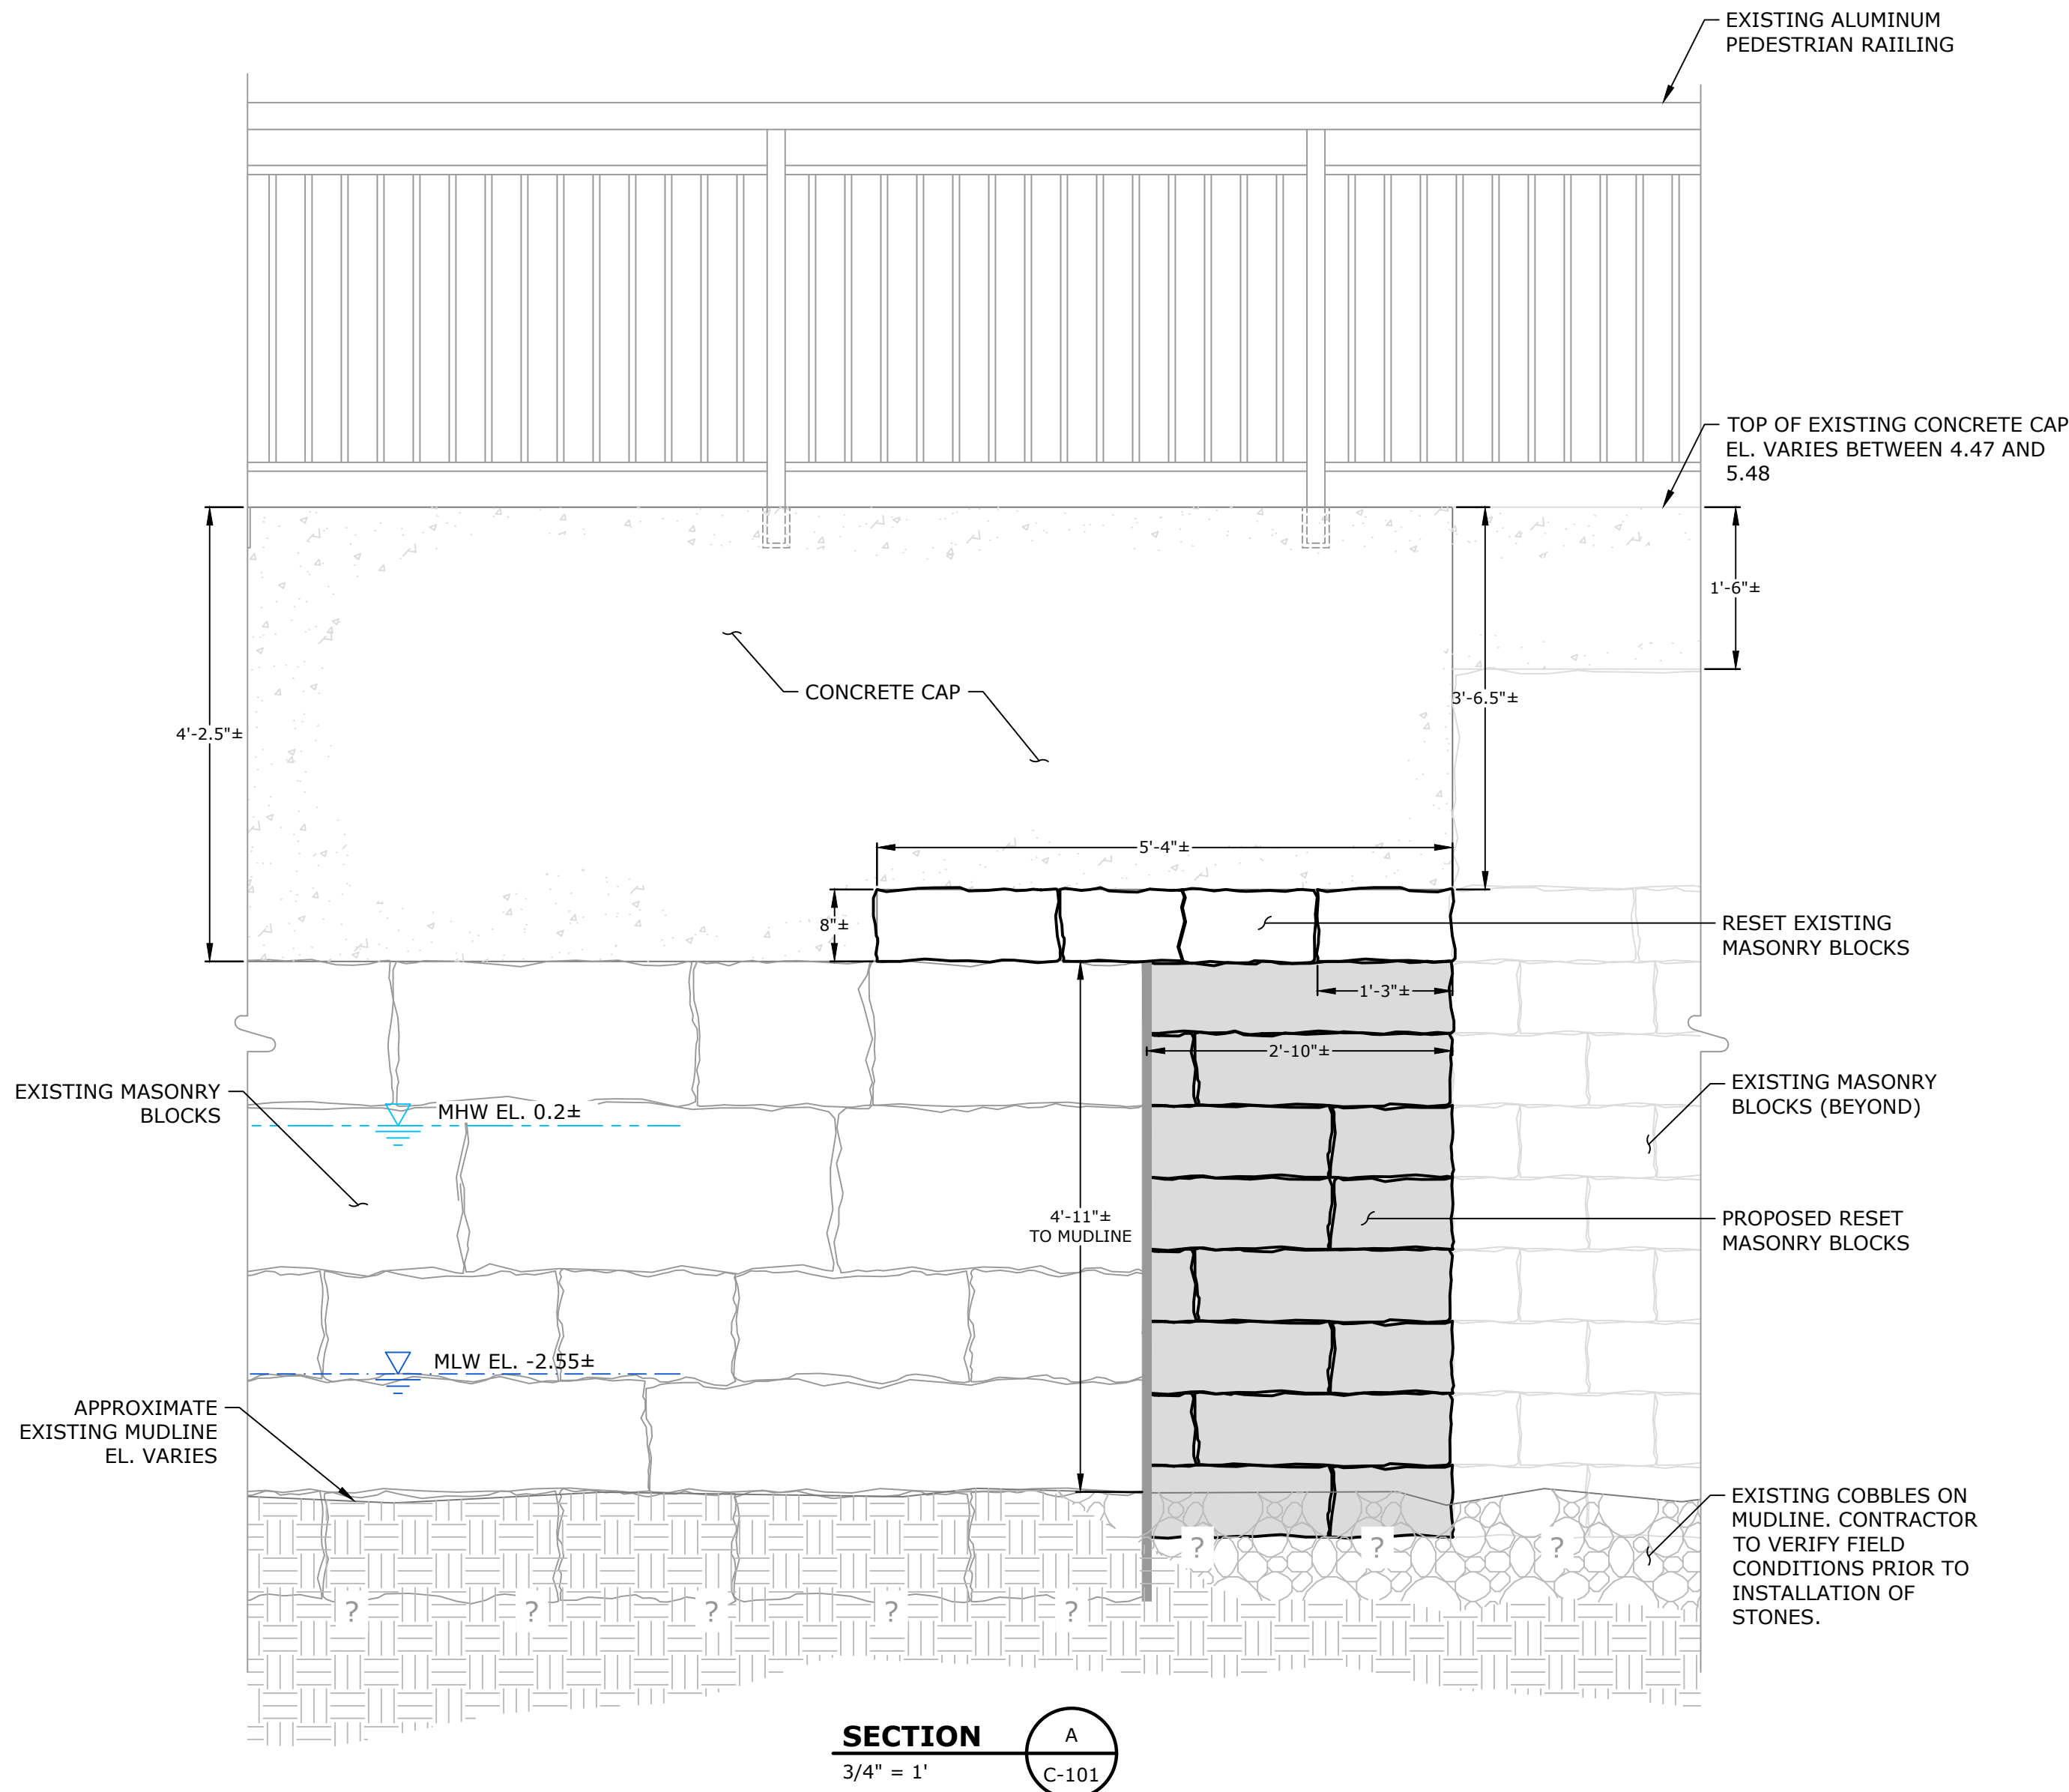 EXISTING ALUMINUM
PEDESTRIAN RAIILING
TOP OF EXISTING CONCRETE CAP
EL. VARIES BETWEEN 4.47 AND
5.48
1'-6"±
3'-6.5"±
CONCRETE CAP
4'-2.5"±
5'-4"±
8"±
RESET EXISTING
MASONRY BLOCKS
1'-3"±
2'-10"±
EXISTING MASONRY
BLOCKS
MHW EL. 0.2±
EXISTING MASONRY
BLOCKS (BEYOND)
4'-11"±
TO MUDLINE
PROPOSED RESET
MASONRY BLOCKS
MLW EL. -2.55±
APPROXIMATE
EXISTING MUDLINE
EL. VARIES
EXISTING COBBLES ON
MUDLINE. CONTRACTOR
TO VERIFY FIELD
CONDITIONS PRIOR TO
INSTALLATION OF
STONES.
? ? ?
? ? ? ? ?
SECTION
3/4" = 1'
A
C-101